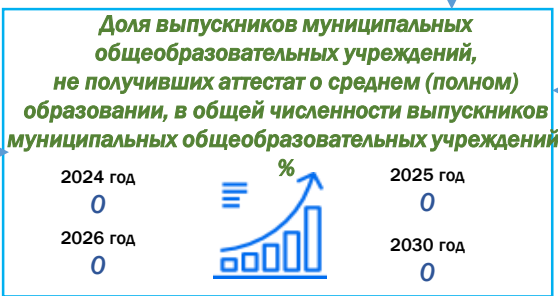 Доля выпускников муниципальных
общеобразовательных учреждений,
не получивших аттестат о среднем (полном)
образовании, в общей численности выпускников
муниципальных общеобразовательных учреждений
%
2024 год
0
2025 год
0
2026 год
0
2030 год
0